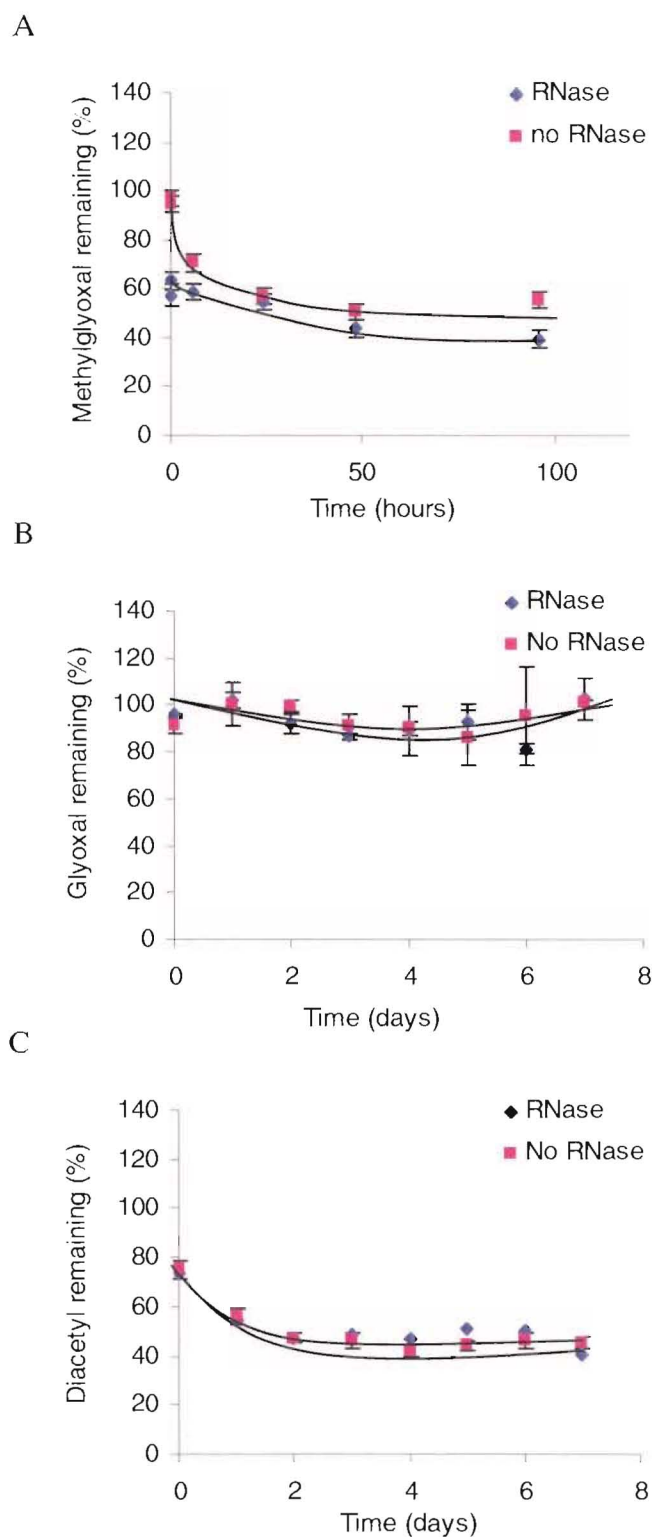 A
RNase
no RNase
Methylglyoxal remaining (%)
140
120
100
80
60
40
20
0
0 50 100
Time (hours)
B
RNase
No RNase
Glyoxal remaining (%)
140
120
100
80
60
40
20
0
0 2 4 6 8
Time (days)
C
RNase
No RNase
Diacetyl remaining (%)
140
120
100
80
60
40
20
0
0 2 4 6 8
Time (days)